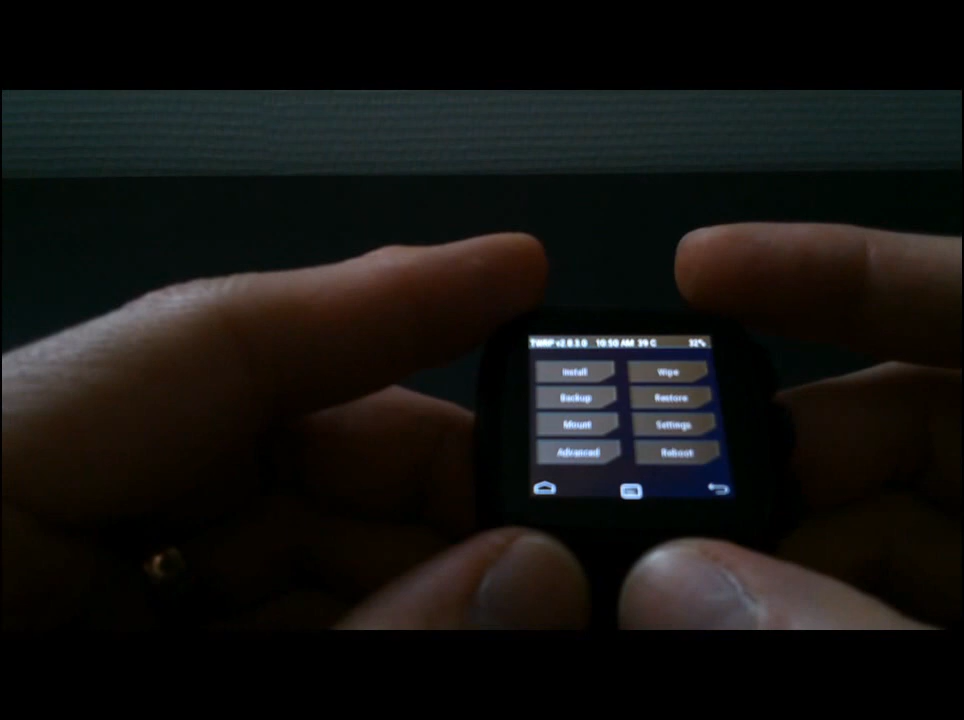 TWRP v2.8.3.0 10:50 AM 39 C 32%
Install Wipe
Backup Restore
Mount Settings
Advanced Reboot